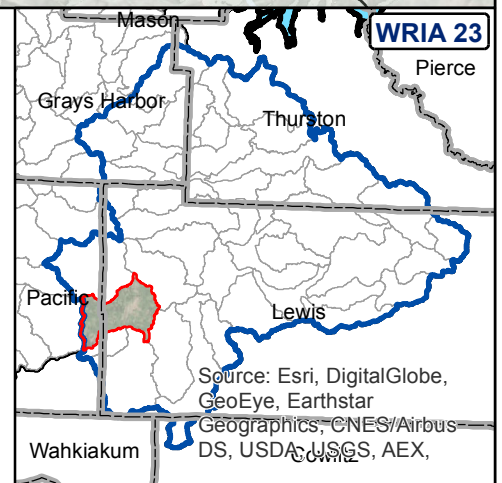 Mason
WRIA 23
Pierce
Grays Harbor
Thurston
Pacific
Lewis
Source: Esri, DigitalGlobe,
GeoEye, Earthstar
Geographics, CNES/Airbus
DS, USDA, USGS, AEX,
Wahkiakum
Cowlitz